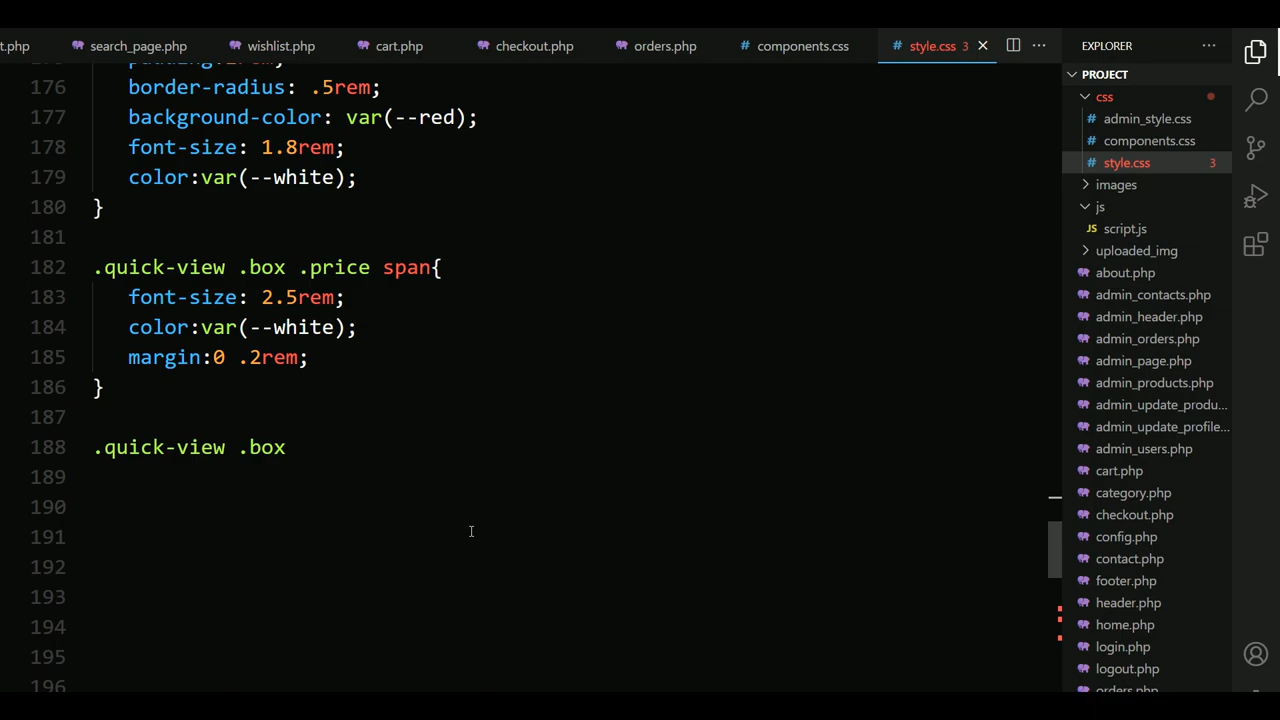 t.php search_page.php wishlist.php cart.php checkout.php orders.php components.css style.css 3
176 border-radius: .5rem;
177 background-color: var(--red);
178 font-size: 1.8rem;
179 color:var(--white);
180 }
181
182 .quick-view .box .price span{
183 font-size: 2.5rem;
184 color:var(--white);
185 margin:0 .2rem;
186 }
187
188 .quick-view .box
189
190
191
192
193
194
195
196
EXPLORER
PROJECT
css
# admin_style.css
# components.css
# style.css 3
images
js
JS script.js
uploaded_img
about.php
admin_contacts.php
admin_header.php
admin_orders.php
admin_page.php
admin_products.php
admin_update_produ...
admin_update_profile...
admin_users.php
cart.php
category.php
checkout.php
config.php
contact.php
footer.php
header.php
home.php
login.php
logout.php
orders.php